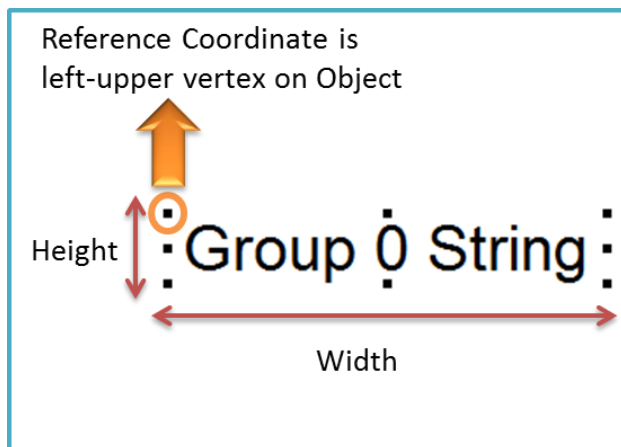 Reference Coordinate is
left-upper vertex on Object
Height
Group 0 String
Width